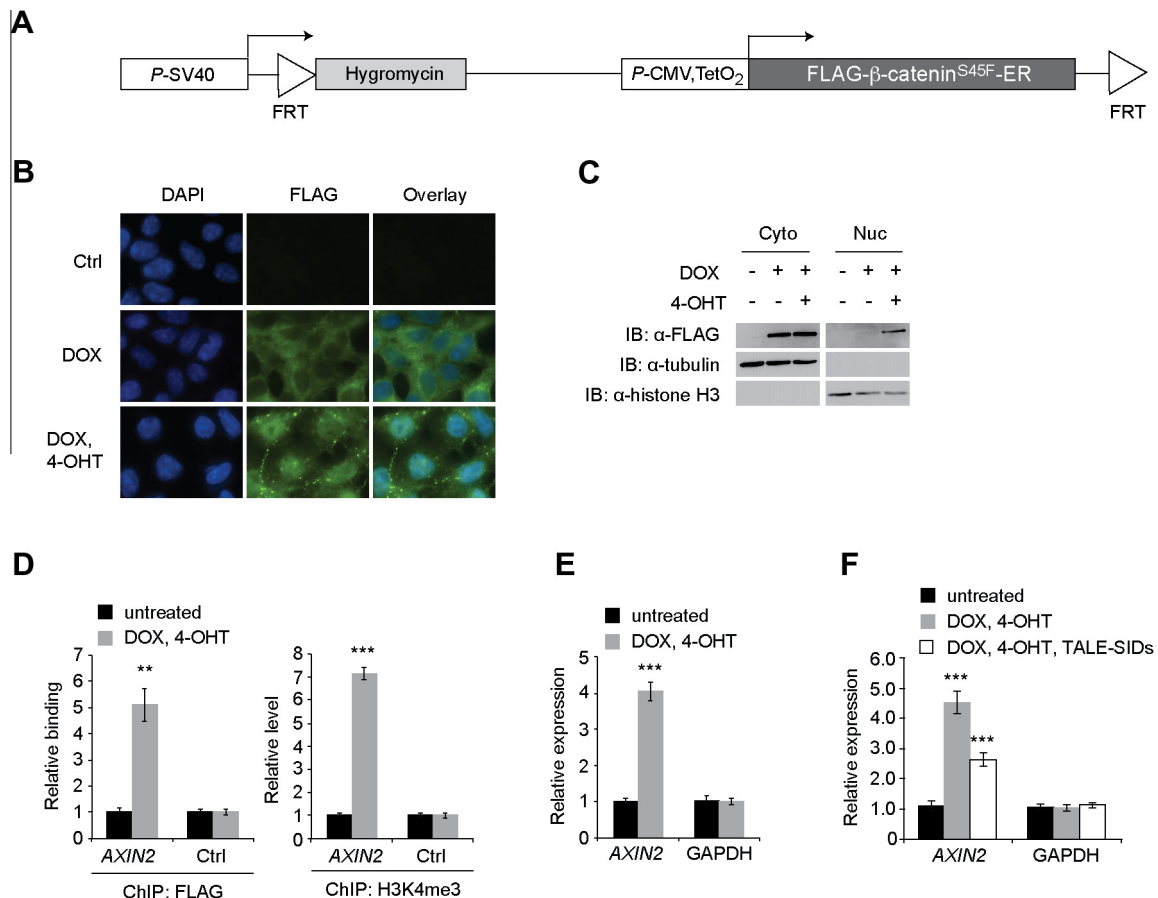 A
P-SV40
Hygromycin
P-CMV,TetO₂
FLAG-β-catenin^S45F-ER
FRT
FRT
B
DAPI FLAG Overlay
Ctrl
DOX
DOX,
4-OHT
C
Cyto Nuc
DOX - + + - + +
4-OHT - - + - - +
IB: α-FLAG
IB: α-tubulin
IB: α-histone H3
D
untreated
DOX, 4-OHT
Relative binding
7
6
5
4
3
2
1
0
**
AXIN2 Ctrl
ChIP: FLAG
Relative level
8
7
6
5
4
3
2
1
0
***
AXIN2 Ctrl
ChIP: H3K4me3
E
untreated
DOX, 4-OHT
Relative expression
5
4
3
2
1
0
***
AXIN2 GAPDH
F
untreated
DOX, 4-OHT
DOX, 4-OHT, TALE-SIDs
Relative expression
6.0
5.0
4.0
3.0
2.0
1.0
0
***
***
AXIN2 GAPDH